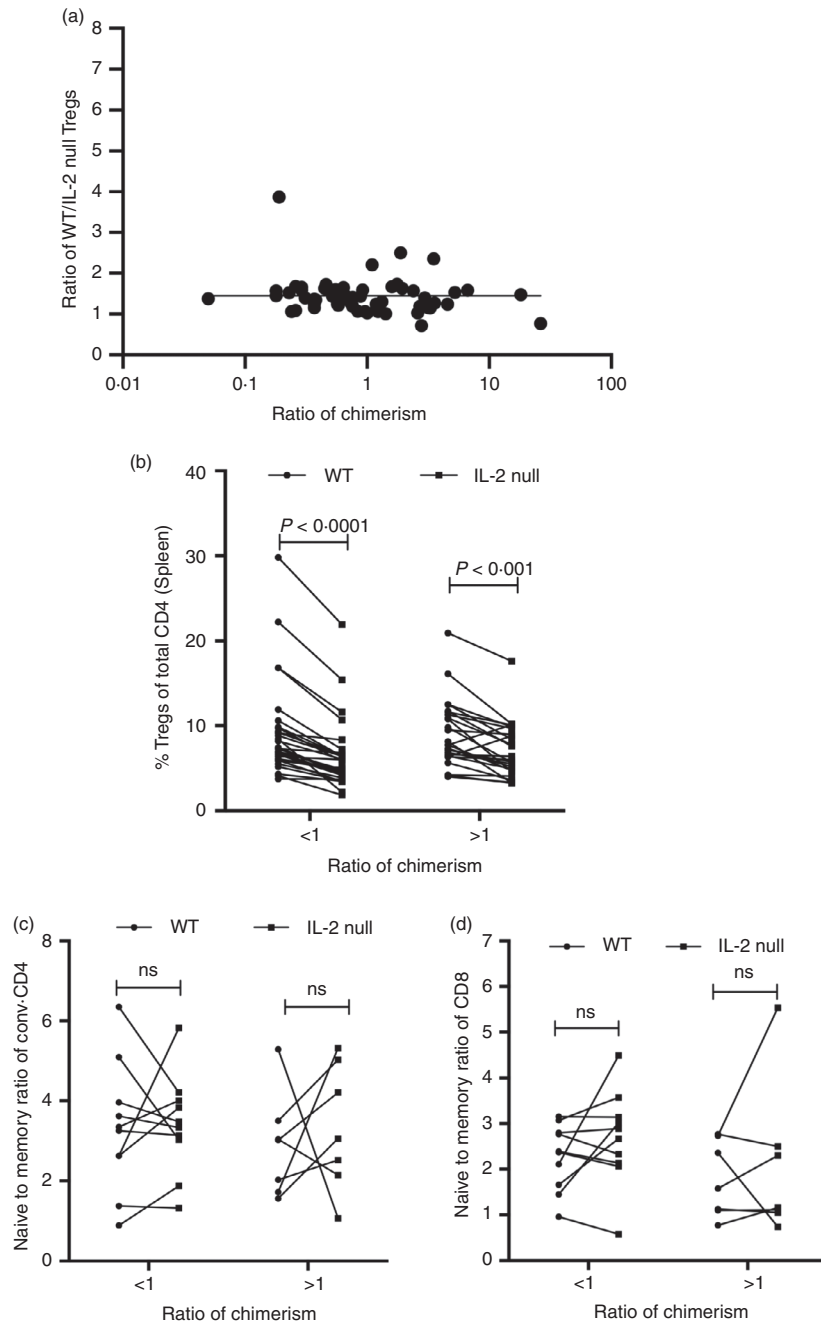 (a)
8
7
6
5
4
3
2
1
0
Ratio of WT/IL-2 null Tregs
0·01
0·1
1
10
100
Ratio of chimerism
(b)
WT
IL-2 null
40
30
20
10
0
% Tregs of total CD4 (Spleen)
P < 0·0001
P < 0·001
<1
>1
Ratio of chimerism
(c)
WT
IL-2 null
8
6
4
2
0
Naive to memory ratio of conv·CD4
ns
ns
<1
>1
Ratio of chimerism
(d)
WT
IL-2 null
7
6
5
4
3
2
1
0
Naive to memory ratio of CD8
ns
ns
<1
>1
Ratio of chimerism